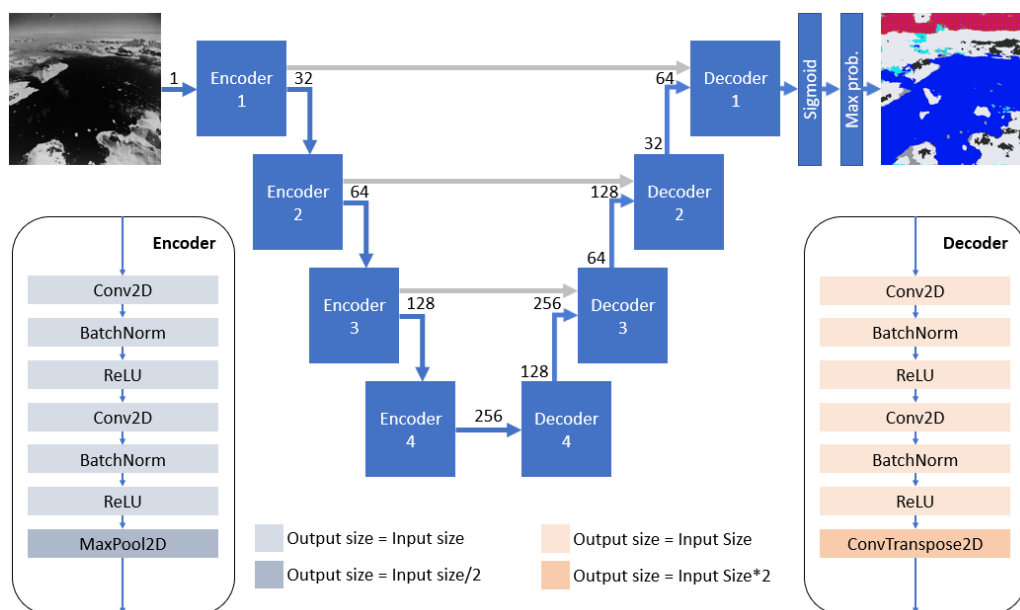 1
Encoder
1
32
64
Decoder
1
Sigmoid
Max prob.
32
Encoder
2
64
128
Decoder
2
Encoder
Conv2D
BatchNorm
ReLU
Conv2D
BatchNorm
ReLU
MaxPool2D
64
Encoder
3
128
256
Decoder
3
128
Encoder
4
256
Decoder
4
Decoder
Conv2D
BatchNorm
ReLU
Conv2D
BatchNorm
ReLU
ConvTranspose2D
Output size = Input size
Output size = Input size/2
Output size = Input Size
Output size = Input Size*2